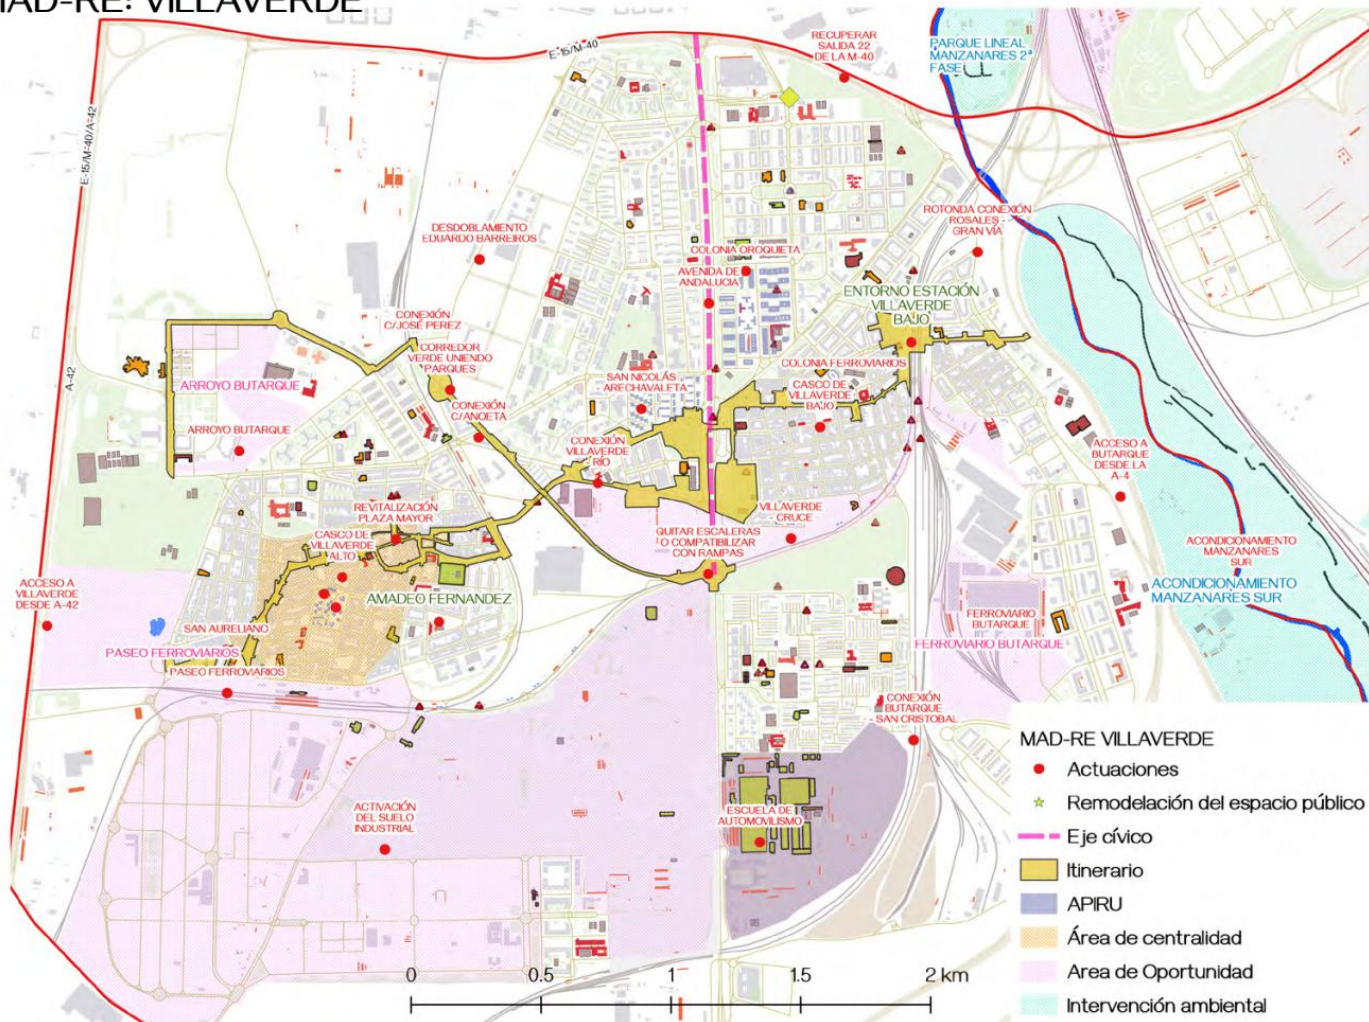 MAD-RE: VILLAVERDE
RECUPERAR
SALIDA 22
DE LA M-40
PARQUE LINEAL
MANZANARES 2ª
FASE
E-15/M-40
E-15/M-40/A-42
DESDOBLAMIENTO
EDUARDO BARREIROS
ROTONDA CONEXIÓN
ROSALES -
GRAN VÍA
COLONIA OROQUIETA
AVENIDA DE
ANDALUCIA
ENTORNO ESTACIÓN
VILLAVERDE
BAJO
CONEXIÓN
C/JOSÉ PEREZ
CORREDOR
VERDE UNIENDO
PARQUES
A-42
ARROYO BUTARQUE
SAN NICOLÁS
ARECHAVALETA
COLONIA FERROVIARIOS
CASCO DE
VILLAVERDE
BAJO
CONEXIÓN
C/ANOETA
ARROYO BUTARQUE
CONEXIÓN
VILLAVERDE
RÍO
ACCESO A
BUTARQUE
DESDE LA
A-4
REVITALIZACIÓN
PLAZA MAYOR
VILLAVERDE
- CRUCE
QUITAR ESCALERAS
O COMPATIBILIZAR
CON RAMPAS
CASCO DE
VILLAVERDE
ALTO
ACONDICIONAMIENTO
MANZANARES
SUR
ACONDICIONAMIENTO
MANZANARES SUR
ACCESO A
VILLAVERDE
DESDE A-42
AMADEO FERNANDEZ
FERROVIARIO
BUTARQUE
SAN AURELIANO
FERROVIARIO BUTARQUE
PASEO FERROVIARIOS
PASEO FERROVIARIOS
CONEXIÓN
BUTARQUE
- SAN CRISTOBAL
ACTIVACIÓN
DEL SUELO
INDUSTRIAL
ESCUELA DE
AUTOMOVILISMO
MAD-RE VILLAVERDE
Actuaciones
Remodelación del espacio público
Eje cívico
Itinerario
APIRU
Área de centralidad
Area de Oportunidad
Intervención ambiental
0 0.5 1 1.5 2 km